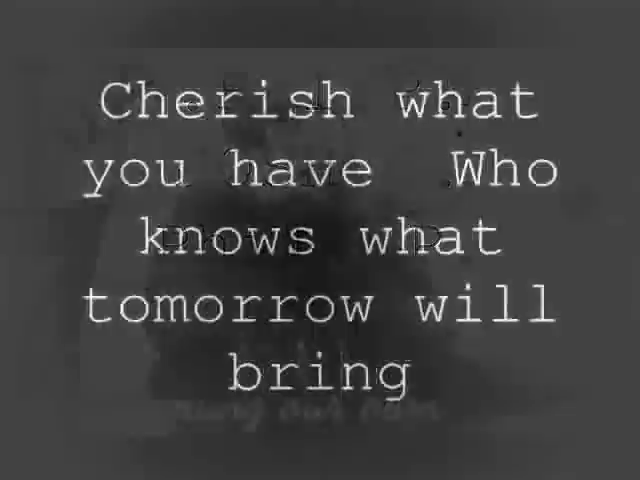 Cherish what
you have  Who
knows what
tomorrow will
bring